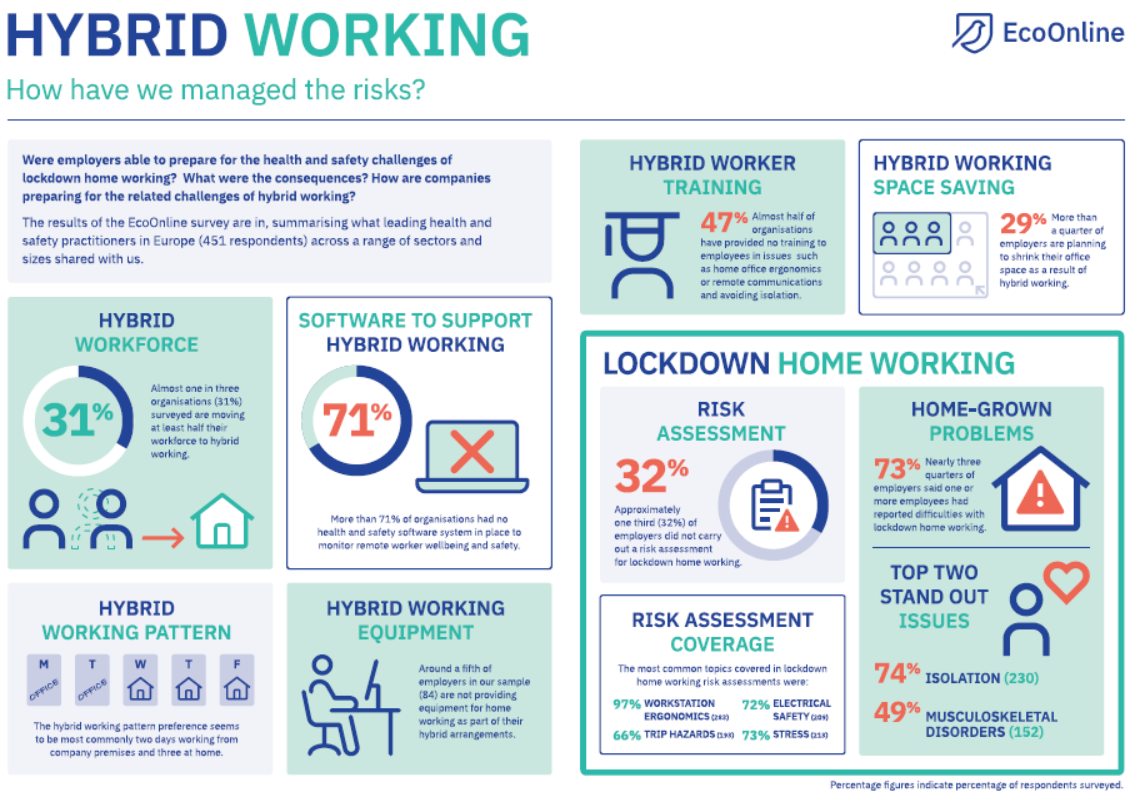 HYBRID WORKING
EcoOnline
How have we managed the risks?
Were employers able to prepare for the health and safety challenges of
lockdown home working? What were the consequences? How are companies
preparing for the related challenges of hybrid working?
The results of the EcoOnline survey are in, summarising what leading health and
safety practitioners in Europe (451 respondents) across a range of sectors and
sizes shared with us.
HYBRID
WORKFORCE
31%
Almost one in three
organisations (31%)
surveyed are moving
at least half their
workforce to hybrid
working.
SOFTWARE TO SUPPORT
HYBRID WORKING
71%
More than 71% of organisations had no
health and safety software system in place to
monitor remote worker wellbeing and safety.
HYBRID
WORKING PATTERN
M T W T F
OFFICE OFFICE
The hybrid working pattern preference seems
to be most commonly two days working from
company premises and three at home.
HYBRID WORKING
EQUIPMENT
Around a fifth of
employers in our sample
(84) are not providing
equipment for home
working as part of their
hybrid arrangements.
HYBRID WORKER
TRAINING
47% Almost half of
organisations
have provided no training to
employees in issues such
as home office ergonomics
or remote communications
and avoiding isolation.
HYBRID WORKING
SPACE SAVING
29% More than
a quarter of
employers are planning
to shrink their office
space as a result of
hybrid working.
LOCKDOWN HOME WORKING
RISK
ASSESSMENT
32%
Approximately
one third (32%) of
employers did not carry
out a risk assessment
for lockdown home working.
RISK ASSESSMENT
COVERAGE
The most common topics covered in lockdown
home working risk assessments were:
97% WORKSTATION
ERGONOMICS
72% ELECTRICAL
SAFETY
66% TRIP HAZARDS
73% STRESS
HOME-GROWN
PROBLEMS
73% Nearly three
quarters of
employers said one or
more employees had
reported difficulties with
lockdown home working.
TOP TWO
STAND OUT
ISSUES
74% ISOLATION (230)
49% MUSCULOSKELETAL
DISORDERS (152)
Percentage figures indicate percentage of respondents surveyed.